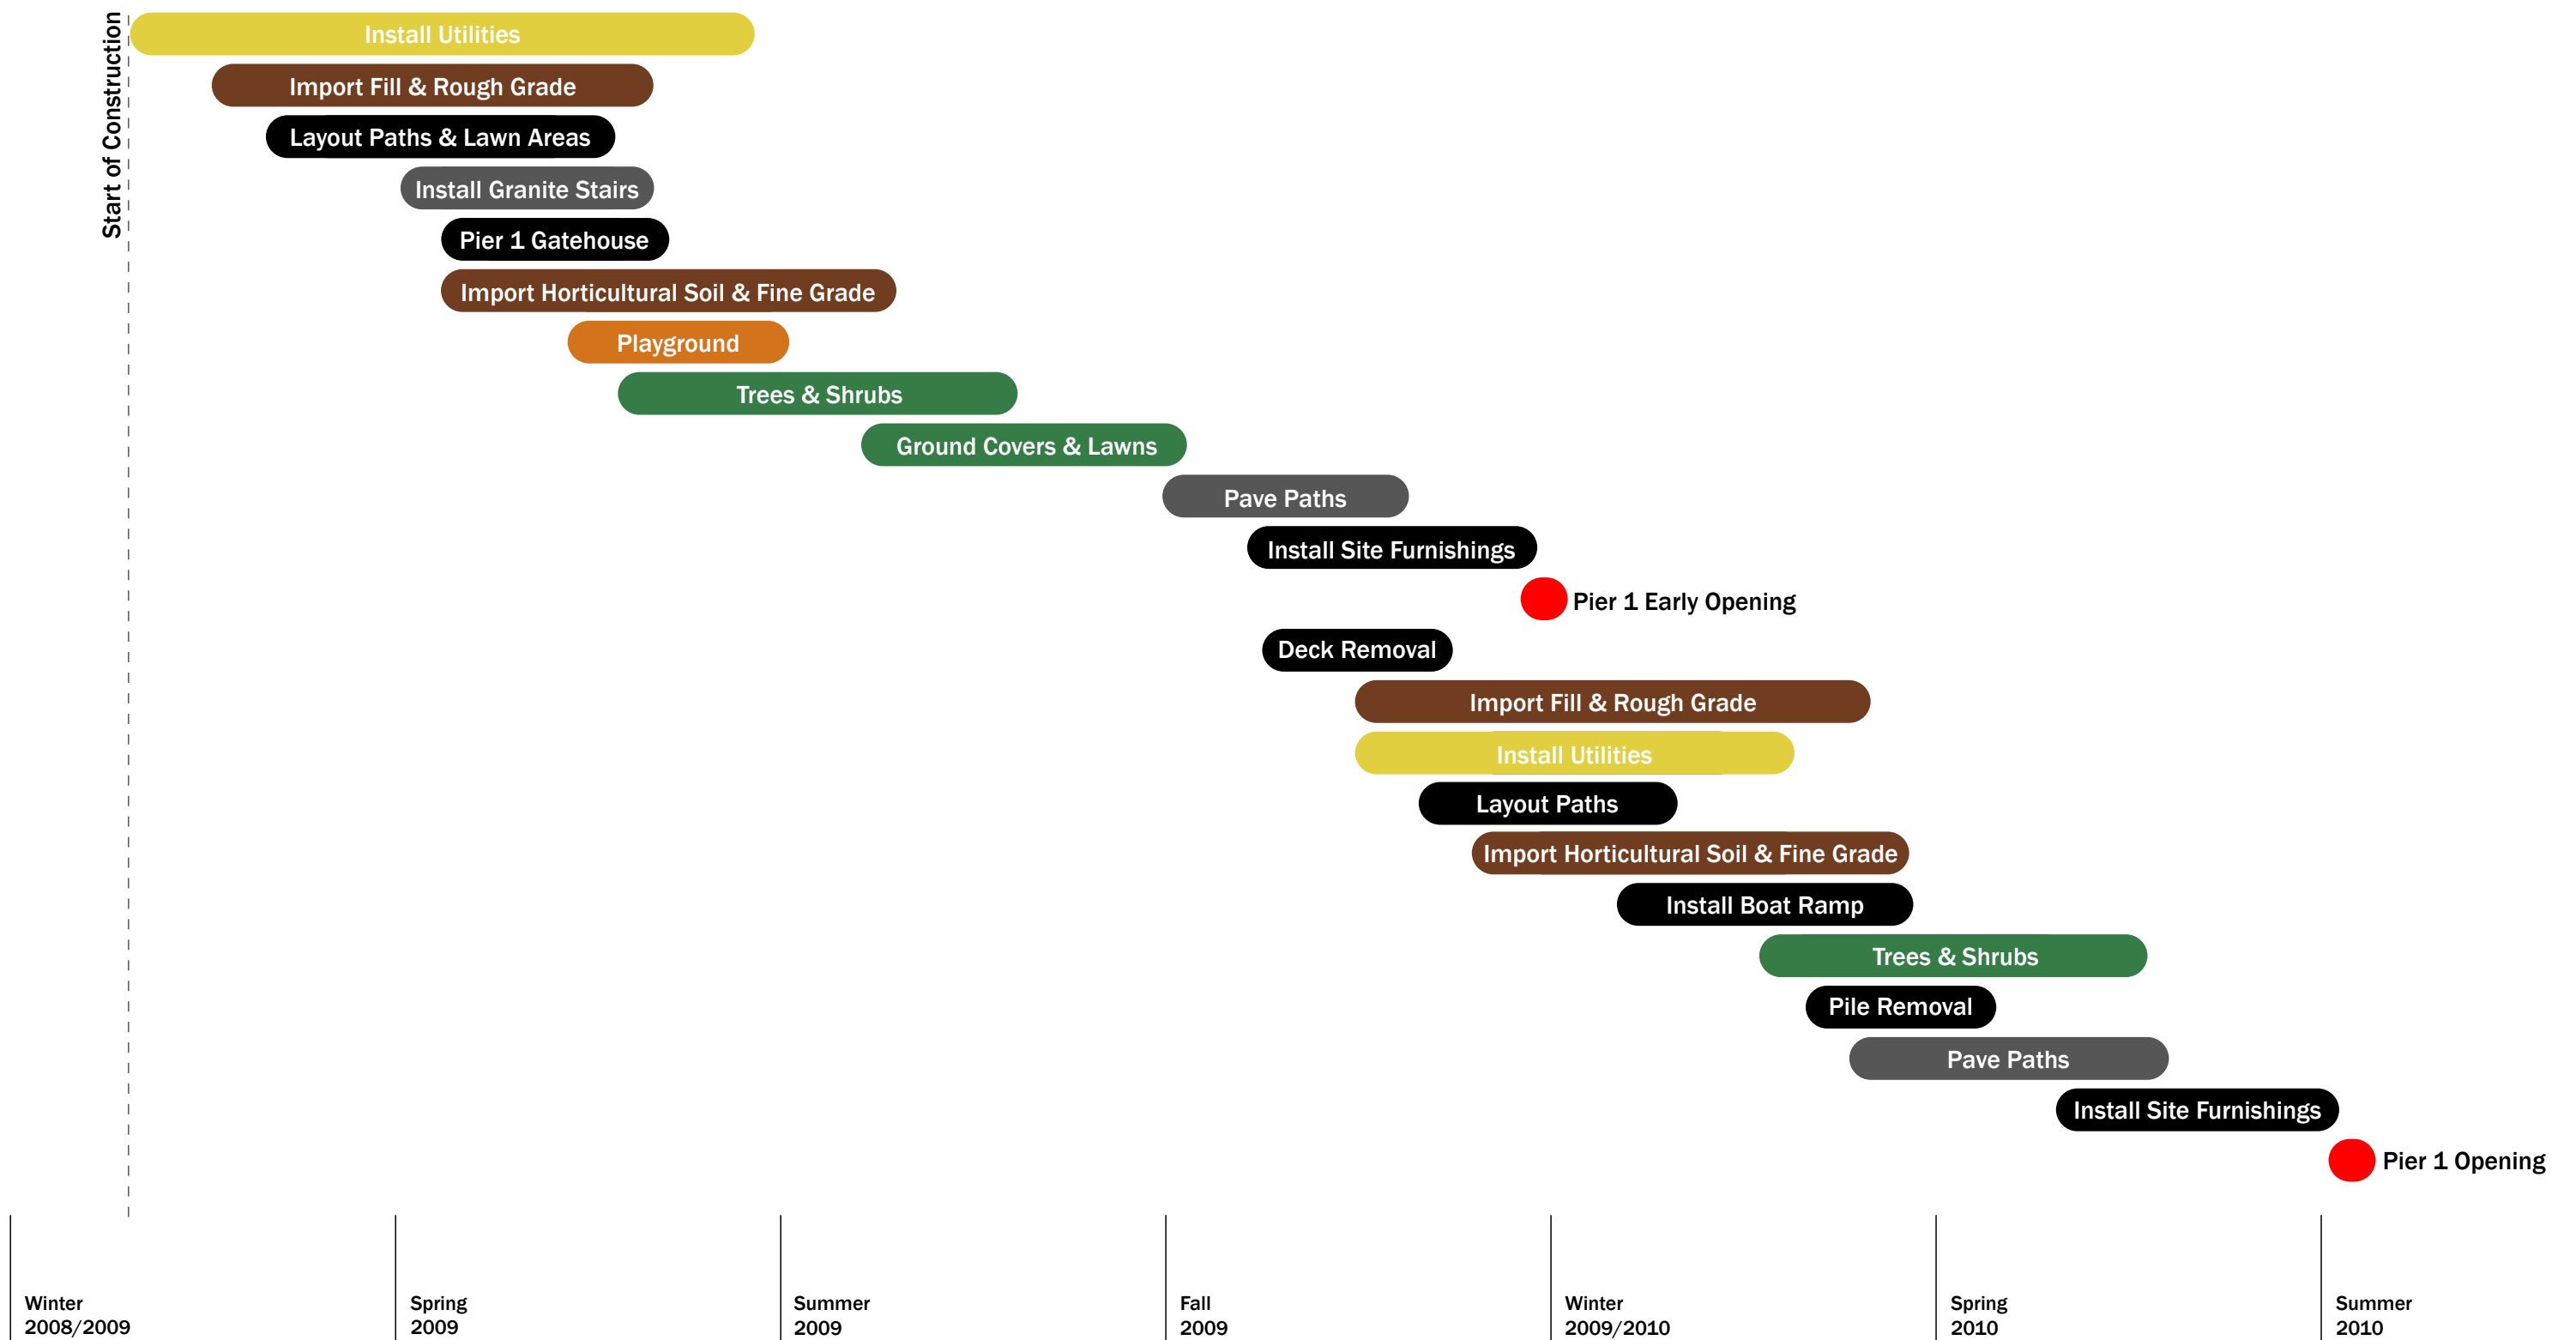 Start of Construction
Install Utilities
Import Fill & Rough Grade
Layout Paths & Lawn Areas
Install Granite Stairs
Pier 1 Gatehouse
Import Horticultural Soil & Fine Grade
Playground
Trees & Shrubs
Ground Covers & Lawns
Pave Paths
Install Site Furnishings
Pier 1 Early Opening
Deck Removal
Import Fill & Rough Grade
Install Utilities
Layout Paths
Import Horticultural Soil & Fine Grade
Install Boat Ramp
Trees & Shrubs
Pile Removal
Pave Paths
Install Site Furnishings
Pier 1 Opening
Winter
2008/2009
Spring
2009
Summer
2009
Fall
2009
Winter
2009/2010
Spring
2010
Summer
2010